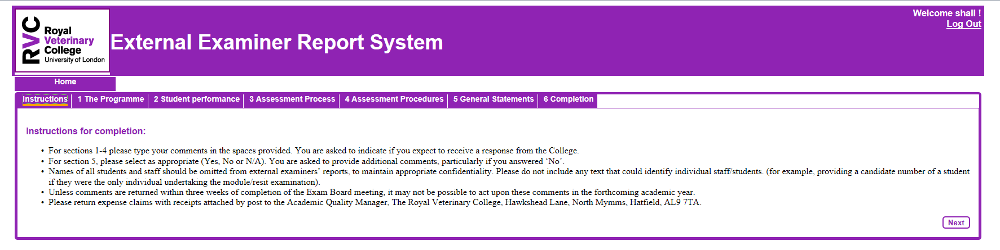 Welcome shall !
Log Out
RVC
Royal
Veterinary
College
University of London
External Examiner Report System
Home
Instructions
1 The Programme
2 Student performance
3 Assessment Process
4 Assessment Procedures
5 General Statements
6 Completion
Instructions for completion:
• For sections 1-4 please type your comments in the spaces provided. You are asked to indicate if you expect to receive a response from the College.
• For section 5, please select as appropriate (Yes, No or N/A). You are asked to provide additional comments, particularly if you answered ‘No’.
• Names of all students and staff should be omitted from external examiners’ reports, to maintain appropriate confidentiality. Please do not include any text that could identify individual staff/students. (for example, providing a candidate number of a student
if they were the only individual undertaking the module/resit examination).
• Unless comments are returned within three weeks of completion of the Exam Board meeting, it may not be possible to act upon these comments in the forthcoming academic year.
• Please return expense claims with receipts attached by post to the Academic Quality Manager, The Royal Veterinary College, Hawkshead Lane, North Mymms, Hatfield, AL9 7TA.
Next